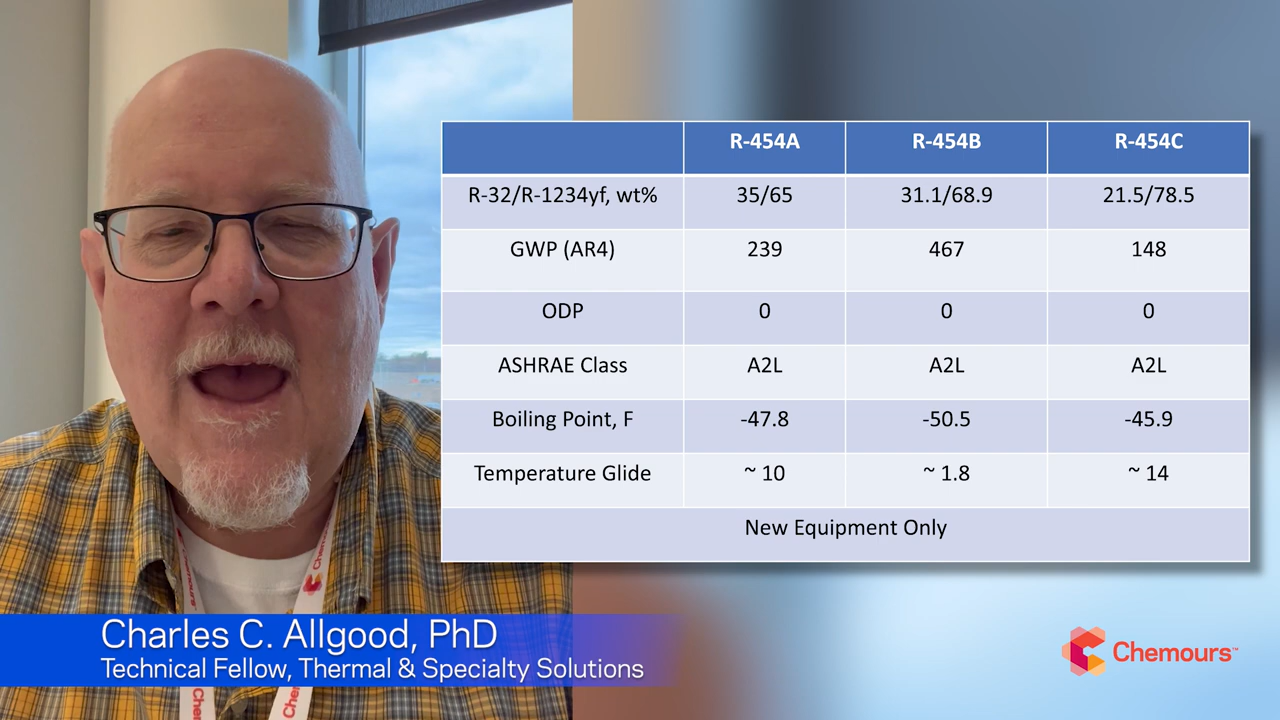 R-454A R-454B R-454C
R-32/R-1234yf, wt% 35/65 31.1/68.9 21.5/78.5
GWP (AR4) 239 467 148
ODP 0 0 0
ASHRAE Class A2L A2L A2L
Boiling Point, F -47.8 -50.5 -45.9
Temperature Glide ~ 10 ~ 1.8 ~ 14
New Equipment Only
Charles C. Allgood, PhD
Technical Fellow, Thermal & Specialty Solutions
Chemours™